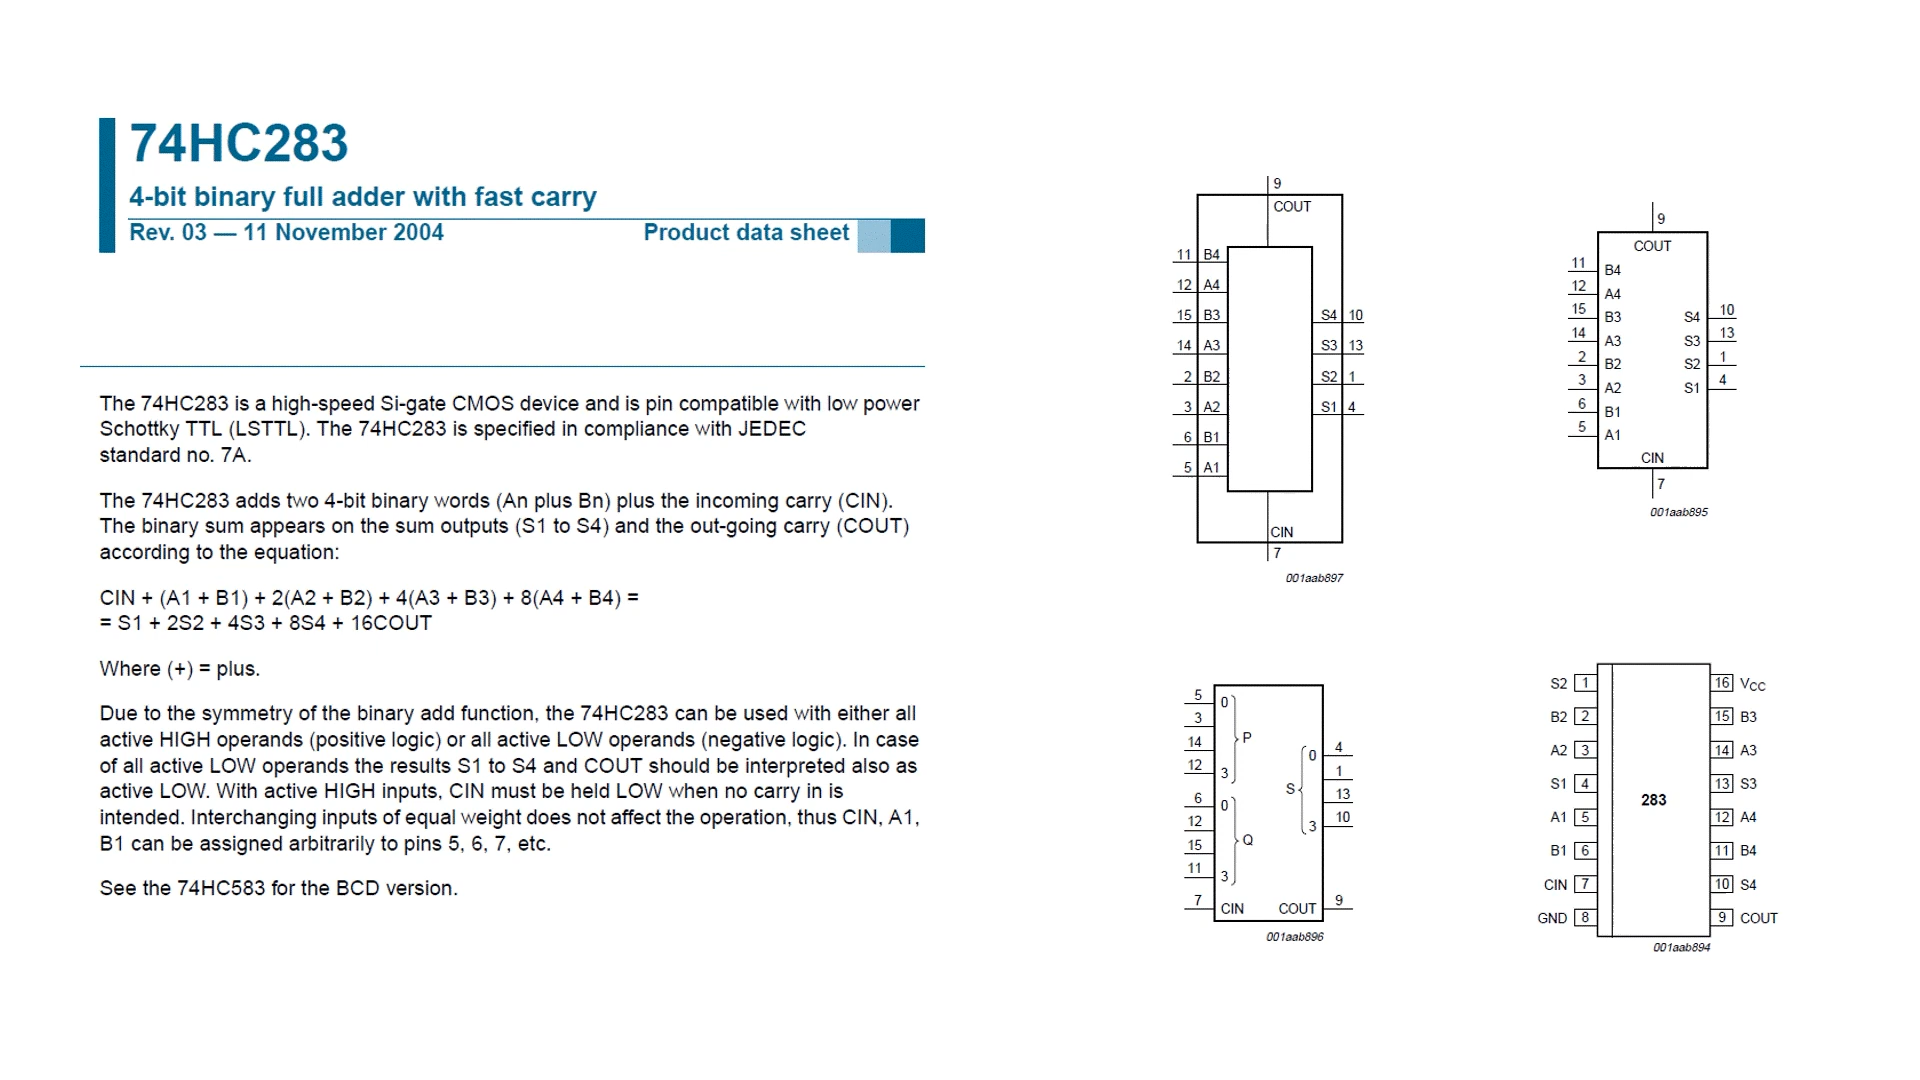 74HC283
4-bit binary full adder with fast carry
Rev. 03 — 11 November 2004 Product data sheet
The 74HC283 is a high-speed Si-gate CMOS device and is pin compatible with low power
Schottky TTL (LSTTL). The 74HC283 is specified in compliance with JEDEC
standard no. 7A.
The 74HC283 adds two 4-bit binary words (An plus Bn) plus the incoming carry (CIN).
The binary sum appears on the sum outputs (S1 to S4) and the out-going carry (COUT)
according to the equation:
CIN + (A1 + B1) + 2(A2 + B2) + 4(A3 + B3) + 8(A4 + B4) =
= S1 + 2S2 + 4S3 + 8S4 + 16COUT
Where (+) = plus.
Due to the symmetry of the binary add function, the 74HC283 can be used with either all
active HIGH operands (positive logic) or all active LOW operands (negative logic). In case
of all active LOW operands the results S1 to S4 and COUT should be interpreted also as
active LOW. With active HIGH inputs, CIN must be held LOW when no carry in is
intended. Interchanging inputs of equal weight does not affect the operation, thus CIN, A1,
B1 can be assigned arbitrarily to pins 5, 6, 7, etc.
See the 74HC583 for the BCD version.
9
COUT
11 B4
12 A4
15 B3 S4 10
14 A3 S3 13
2 B2 S2 1
3 A2 S1 4
6 B1
5 A1
CIN
7
001aab897
9
COUT
11 B4
12 A4
15 B3 S4 10
14 A3 S3 13
2 B2 S2 1
3 A2 S1 4
6 B1
5 A1
CIN
7
001aab895
5 0
3
14 P
12 3
6 0
12
15 Q
11 3
0 4
1
S 13
3 10
7 CIN COUT 9
001aab896
S2 1 16 VCC
B2 2 15 B3
A2 3 14 A3
S1 4 13 S3
283
A1 5 12 A4
B1 6 11 B4
CIN 7 10 S4
GND 8 9 COUT
001aab894